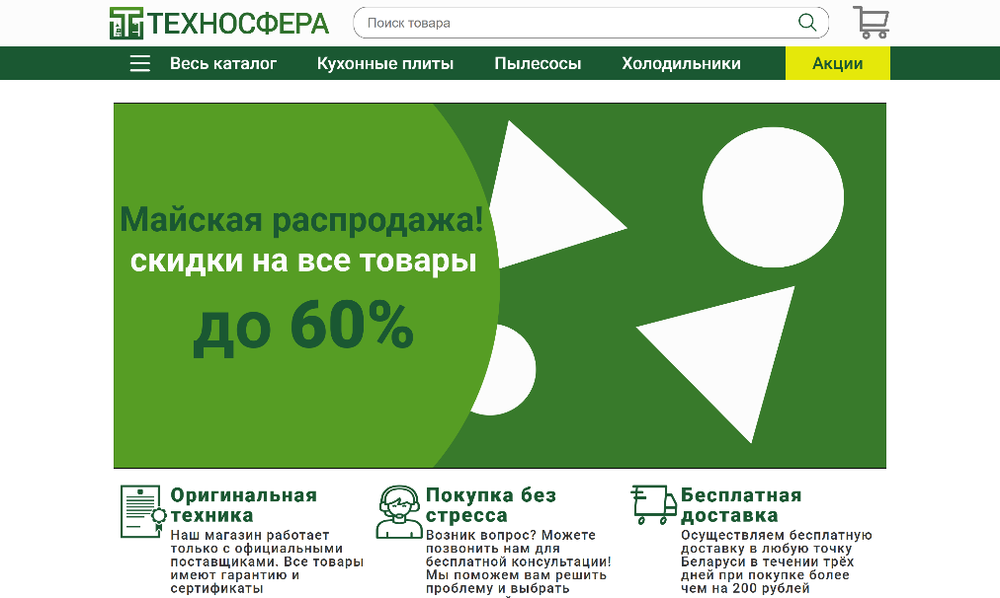 ТЕХНОСФЕРА
Поиск товара
Весь каталог
Кухонные плиты
Пылесосы
Холодильники
Акции
Майская распродажа!
скидки на все товары
до 60%
Оригинальная
техника
Наш магазин работает
только с официальными
поставщиками. Все товары
имеют гарантию и
сертификаты
Покупка без
стресса
Возник вопрос? Можете
позвонить нам для
бесплатной консультации!
Мы поможем вам решить
проблему и выбрать
Бесплатная
доставка
Осуществляем бесплатную
доставку в любую точку
Беларуси в течении трёх
дней при покупке более
чем на 200 рублей